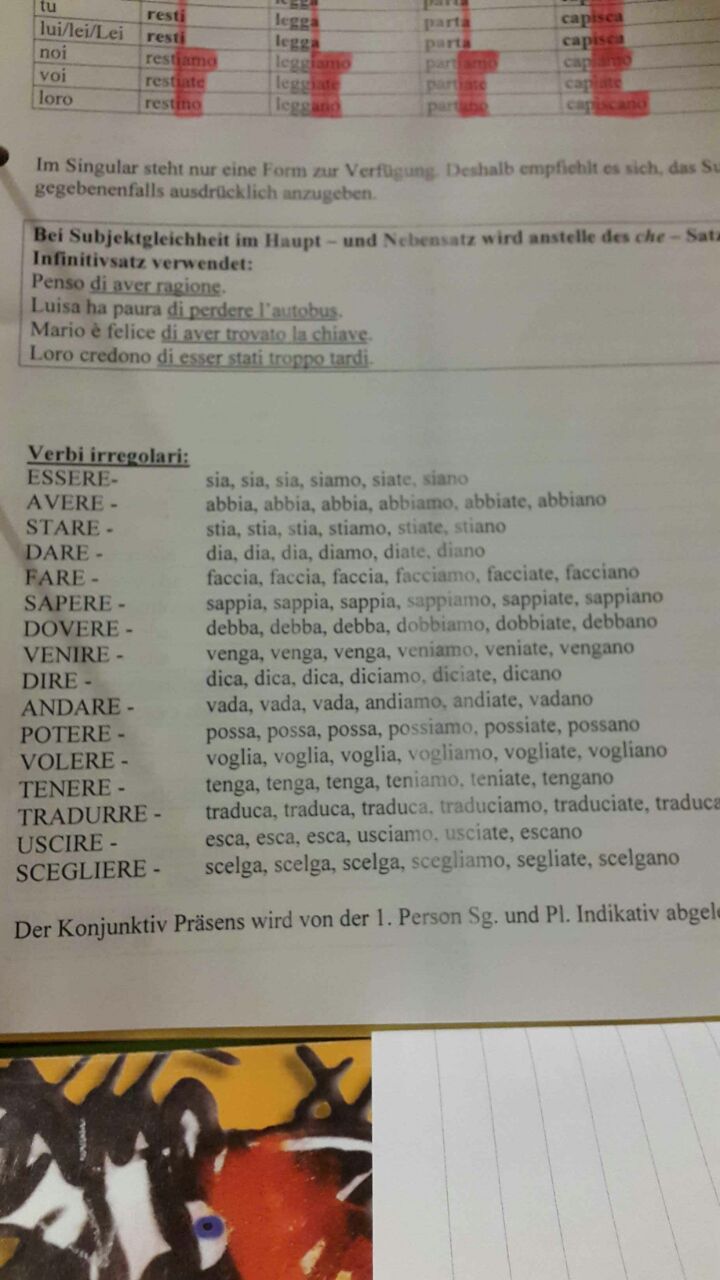 tu resti legga parta capisca
lui/lei/Lei resti legga parta capisca
noi restiamo leggiamo partiamo capiamo
voi restiate leggiate partiate capiate
loro restino leggano partano capiscano
Im Singular steht nur eine Form zur Verfügung. Deshalb empfiehlt es sich, das
gegebenenfalls ausdrücklich anzugeben.
Bei Subjektgleichheit im Haupt – und Nebensatz wird anstelle des che – Satz
Infinitivsatz verwendet:
Penso di aver ragione.
Luisa ha paura di perdere l'autobus.
Mario è felice di aver trovato la chiave.
Loro credono di esser stati troppo tardi.
Verbi irregolari:
ESSERE- sia, sia, sia, siamo, siate, siano
AVERE - abbia, abbia, abbia, abbiamo, abbiate, abbiano
STARE - stia, stia, stia, stiamo, stiate, stiano
DARE - dia, dia, dia, diamo, diate, diano
FARE - faccia, faccia, faccia, facciamo, facciate, facciano
SAPERE - sappia, sappia, sappia, sappiamo, sappiate, sappiano
DOVERE - debba, debba, debba, dobbiamo, dobbiate, debbano
VENIRE - venga, venga, venga, veniamo, veniate, vengano
DIRE - dica, dica, dica, diciamo, diciate, dicano
ANDARE - vada, vada, vada, andiamo, andiate, vadano
POTERE - possa, possa, possa, possiamo, possiate, possano
VOLERE - voglia, voglia, voglia, vogliamo, vogliate, vogliano
TENERE - tenga, tenga, tenga, teniamo, teniate, tengano
TRADURRE - traduca, traduca, traduca, traduciamo, traduciate, traduca
USCIRE - esca, esca, esca, usciamo, usciate, escano
SCEGLIERE - scelga, scelga, scelga, scegliamo, segliate, scelgano
Der Konjunktiv Präsens wird von der 1. Person Sg. und Pl. Indikativ